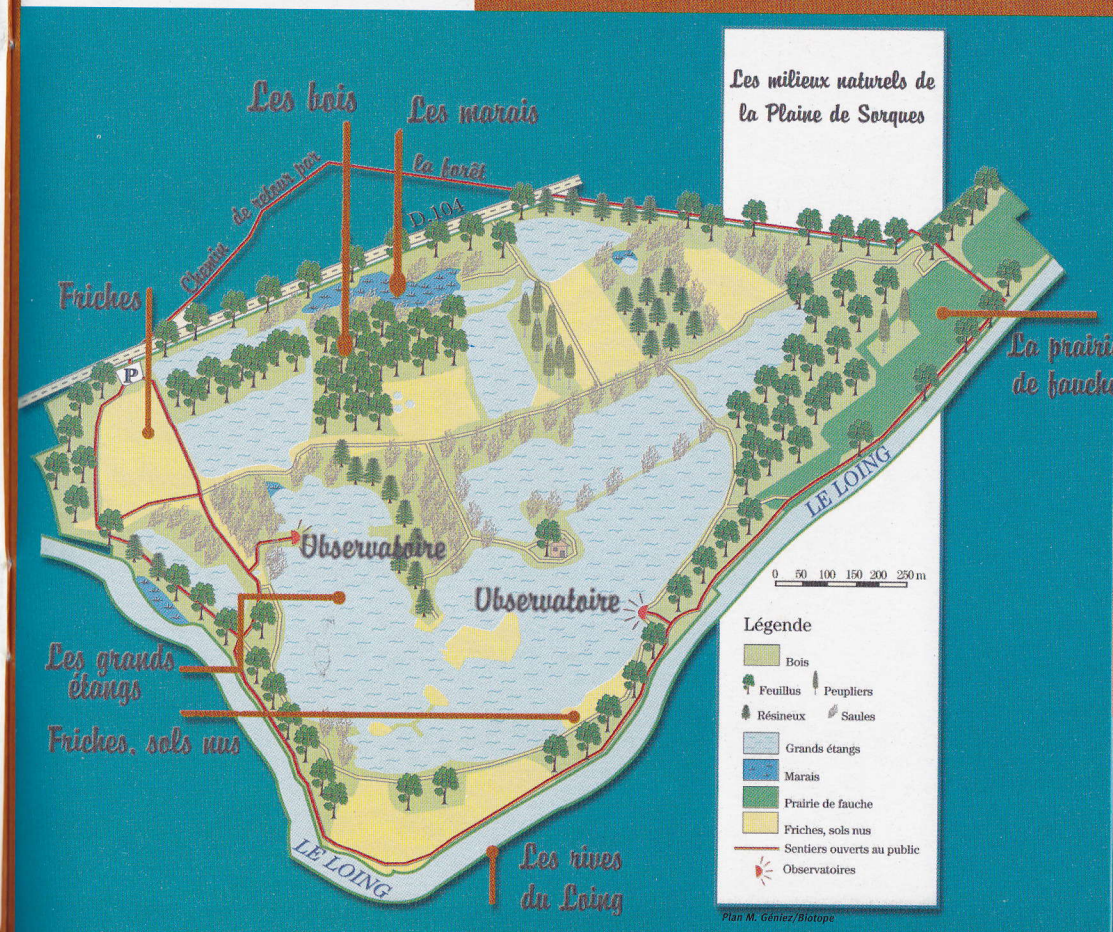 Les milieux naturels de
la Plaine de Sorques
Les bois
Les marais
Chemin de retour par la forêt
D.104
Friches
P
La prairie
de fauche
LE LOING
Observatoire
Observatoire
0 50 100 150 200 250 m
Les grands
étangs
Friches, sols nus
LE LOING
Les rives
du Loing
Légende
Bois
Feuillus Peupliers
Résineux Saules
Grands étangs
Marais
Prairie de fauche
Friches, sols nus
Sentiers ouverts au public
Observatoires
Plan M. Géniez/Biotope